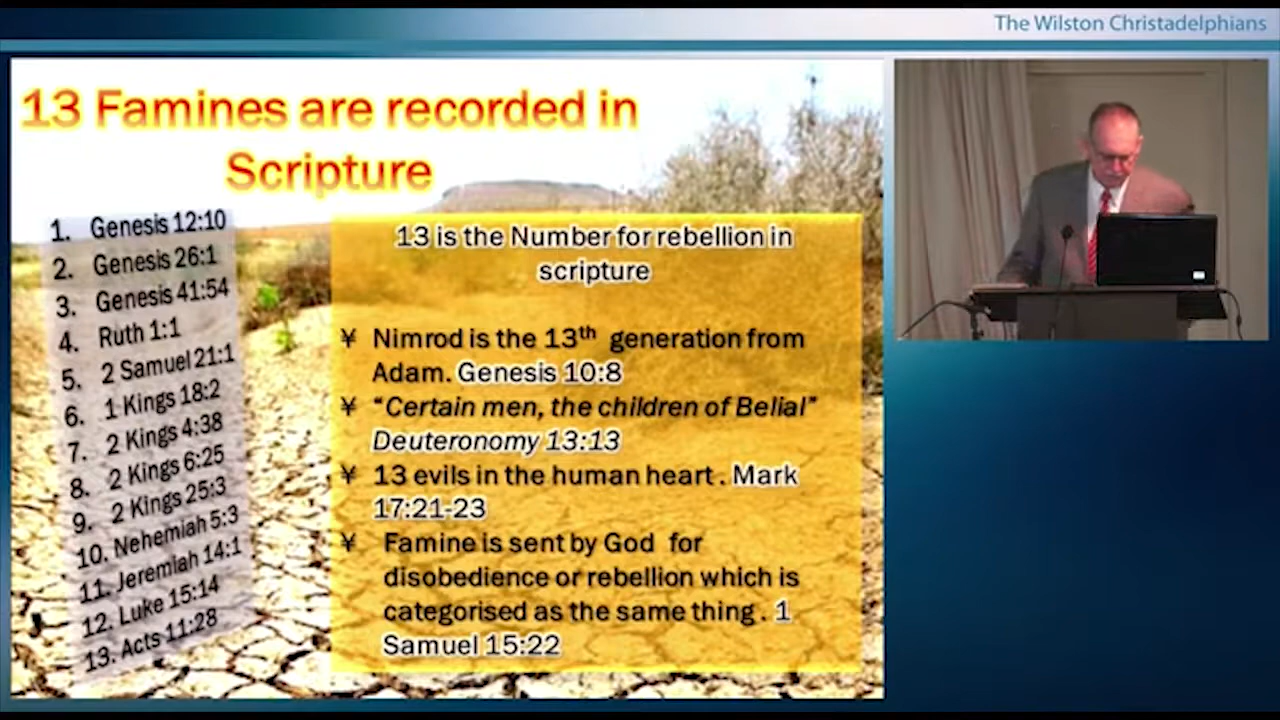 The Wilston Christadelphians
13 Famines are recorded in
Scripture
1. Genesis 12:10
2. Genesis 26:1
3. Genesis 41:54
4. Ruth 1:1
5. 2 Samuel 21:1
6. 1 Kings 18:2
7. 2 Kings 4:38
8. 2 Kings 6:25
9. 2 Kings 25:3
10. Nehemiah 5:3
11. Jeremiah 14:1
12. Luke 15:14
13. Acts 11:28
13 is the Number for rebellion in
scripture
¥ Nimrod is the 13th generation from
Adam. Genesis 10:8
¥ “Certain men, the children of Belial”
Deuteronomy 13:13
¥ 13 evils in the human heart . Mark
17:21-23
¥ Famine is sent by God for
disobedience or rebellion which is
categorised as the same thing . 1
Samuel 15:22